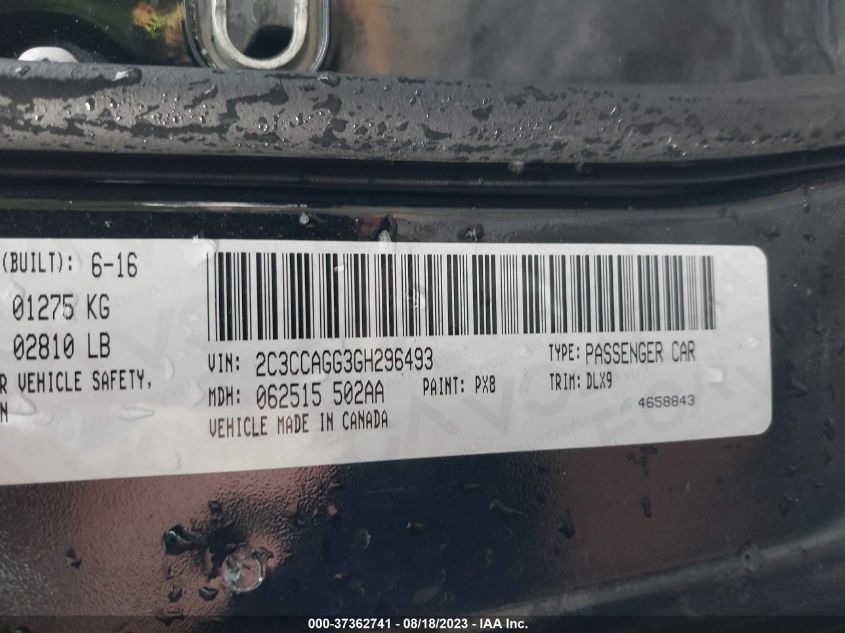 (BUILT): 6-16
01275 KG
02810 LB
VEHICLE SAFETY,
VIN: 2C3CCAGG3GH296493
TYPE: PASSENGER CAR
MDH: 062515 502AA
PAINT: PX8
TRIM: DLX9
VEHICLE MADE IN CANADA
4658843
000-37362741 - 08/18/2023 - IAA Inc.